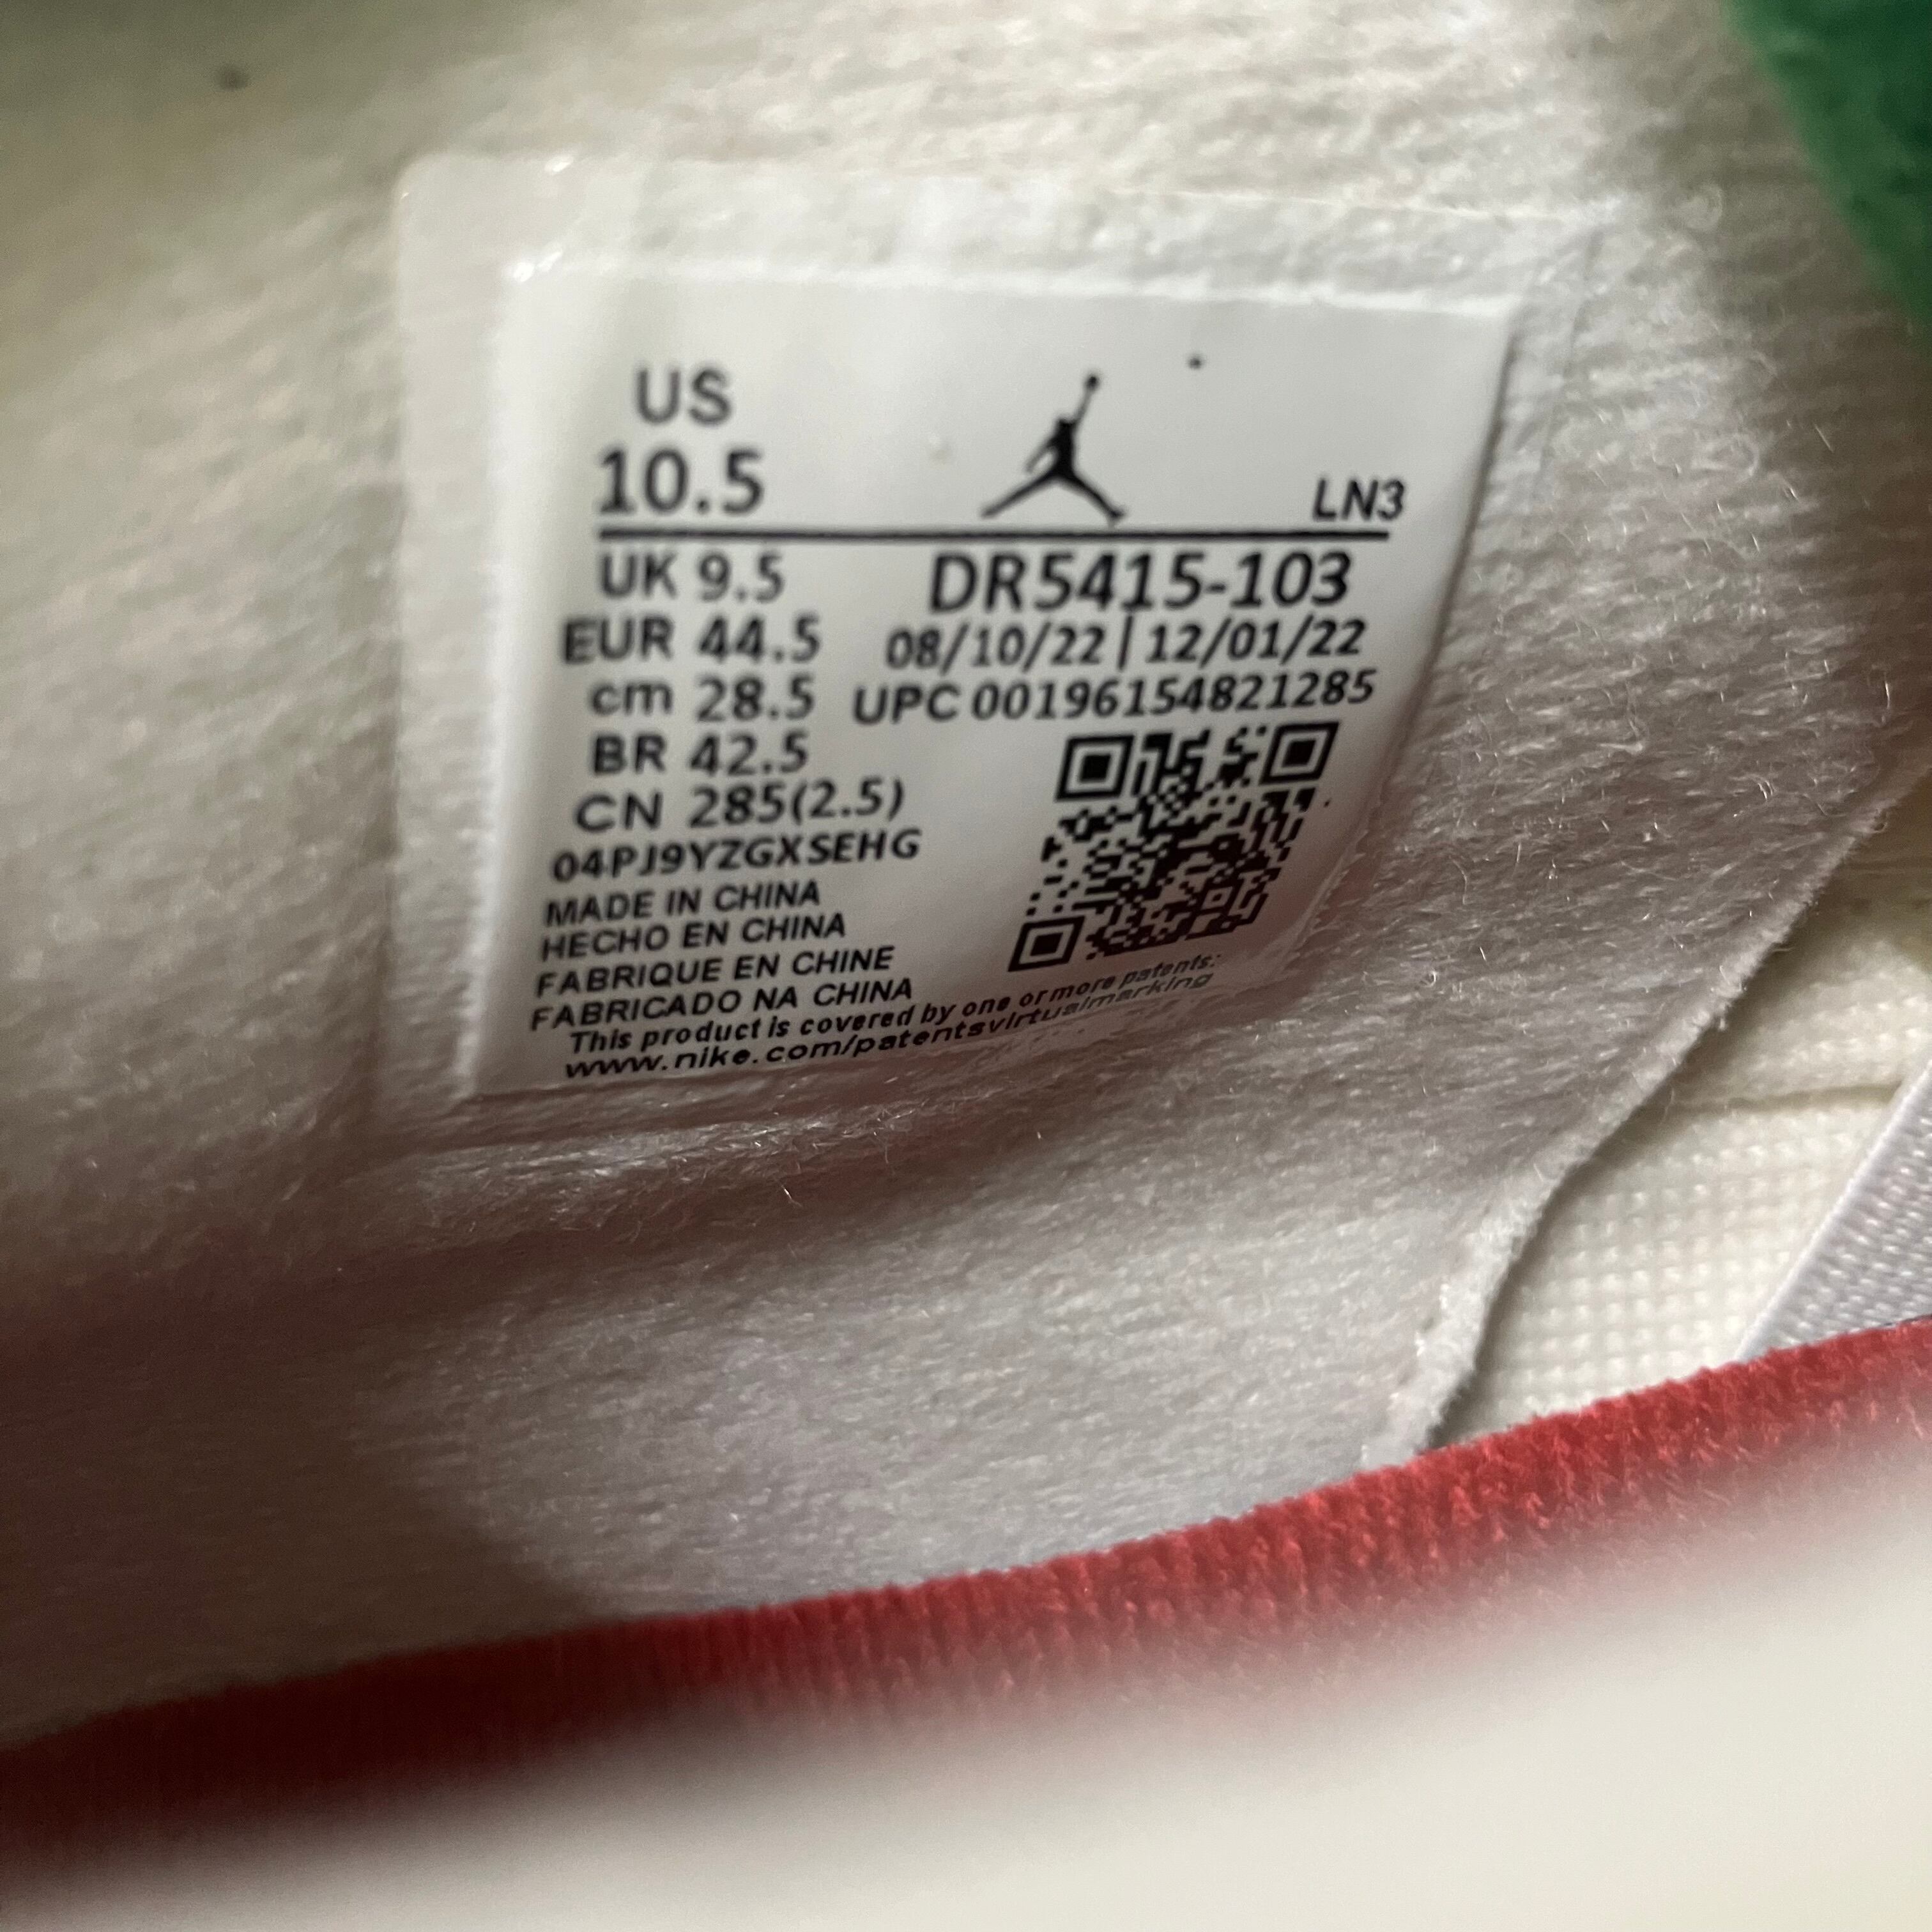 US
10.5
LN3
UK 9.5
DR5415-103
EUR 44.5
08/10/22 | 12/01/22
cm 28.5
UPC 00196154821285
BR 42.5
CN 285(2.5)
04PJ9YZGXSEHG
MADE IN CHINA
HECHO EN CHINA
FABRIQUE EN CHINE
FABRICADO NA CHINA
This product is covered by one or more patents:
www.nike.com/patentsvirtualmarking